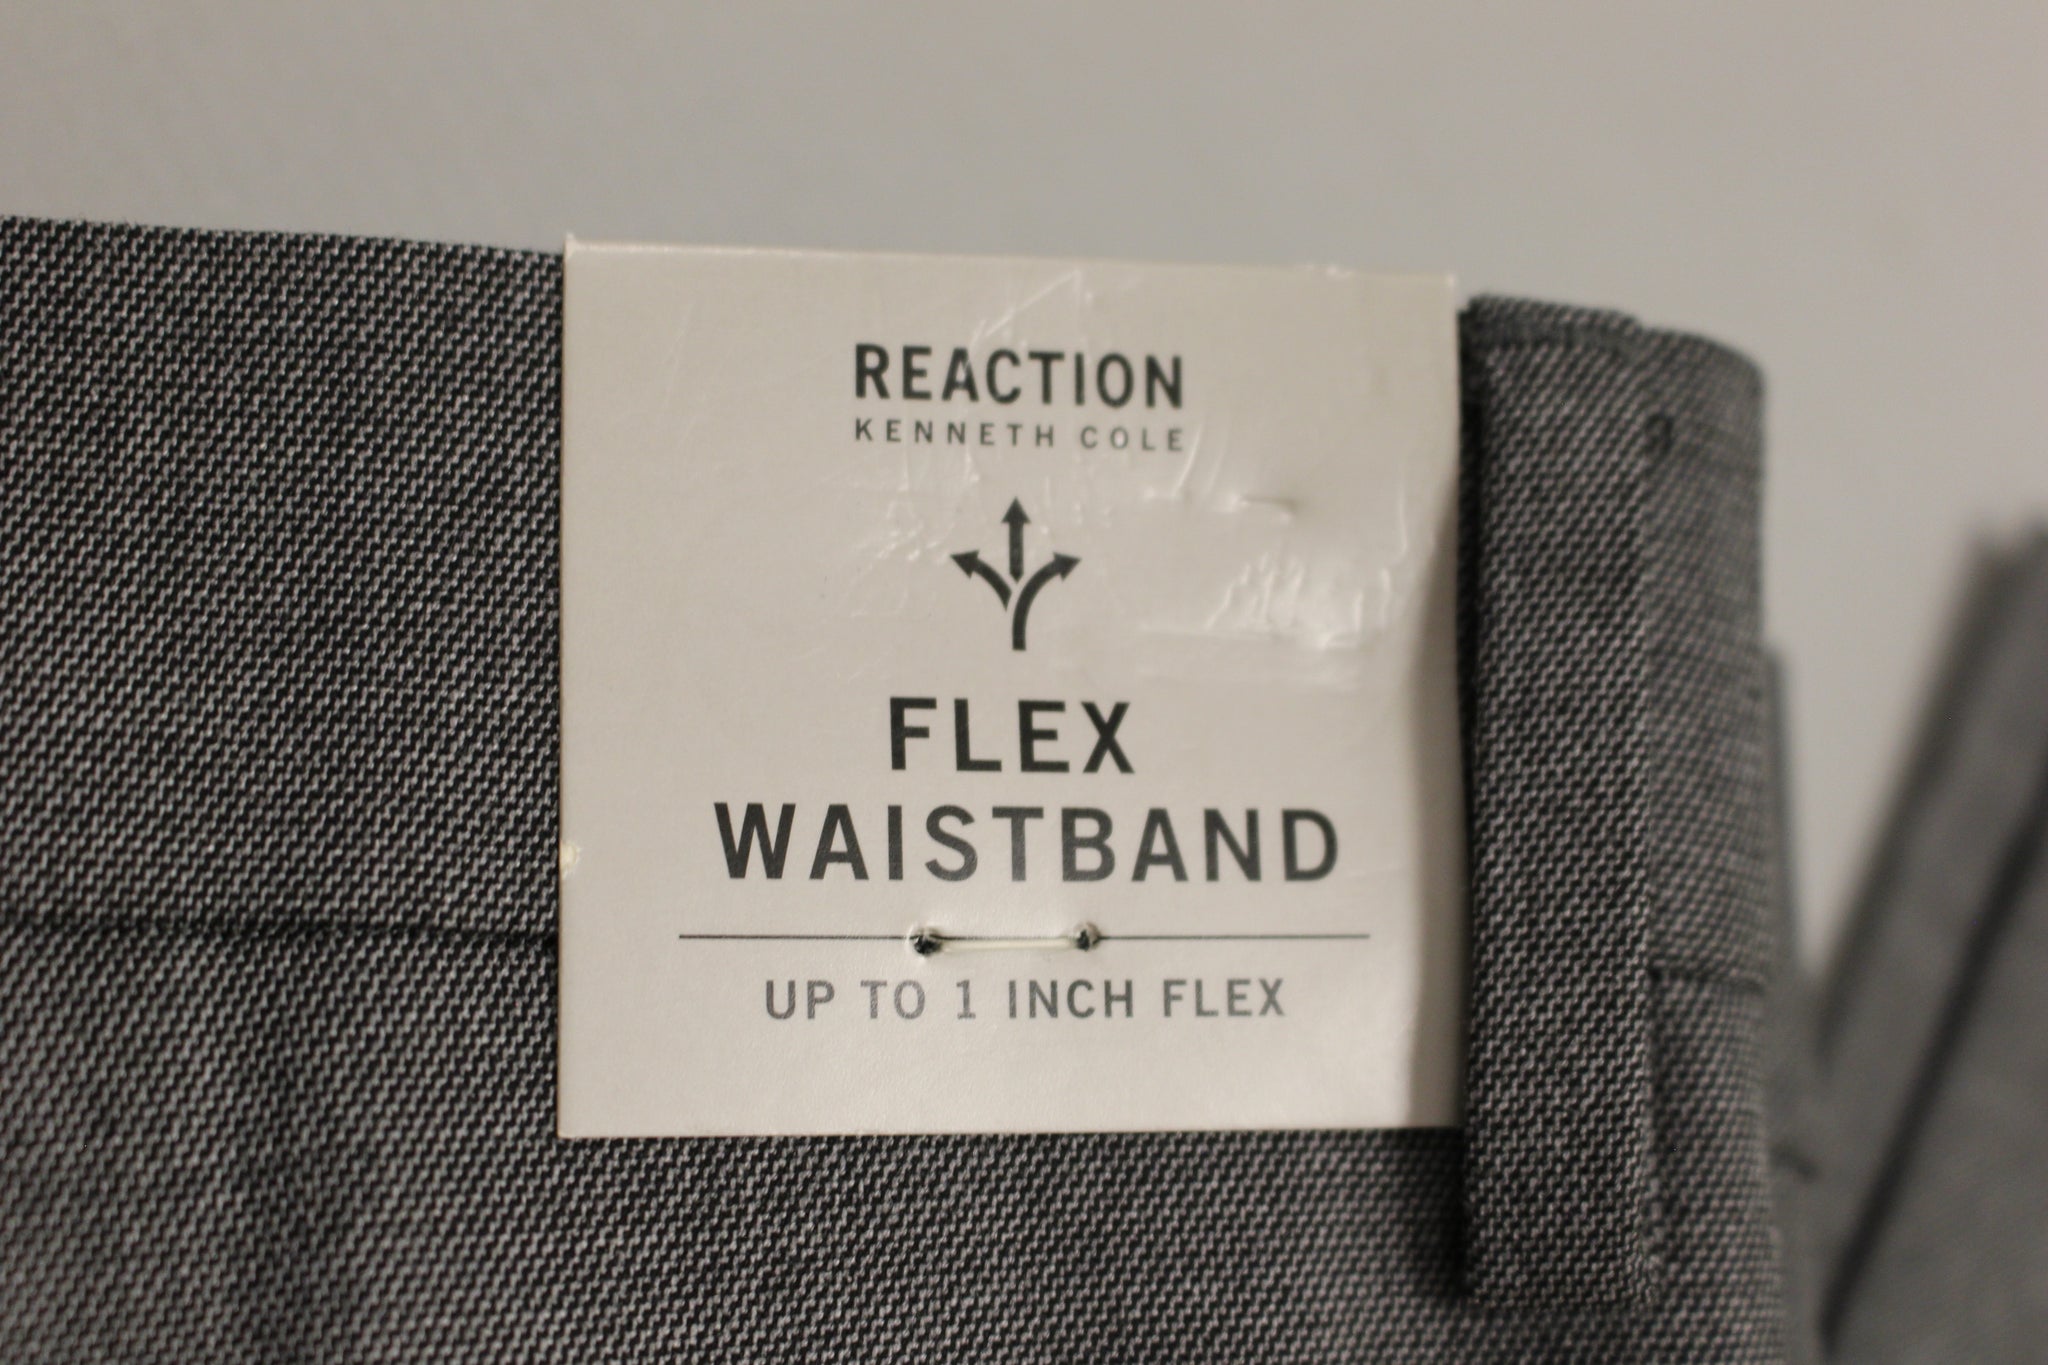 REACTION
KENNETH COLE
FLEX
WAISTBAND
UP TO 1 INCH FLEX